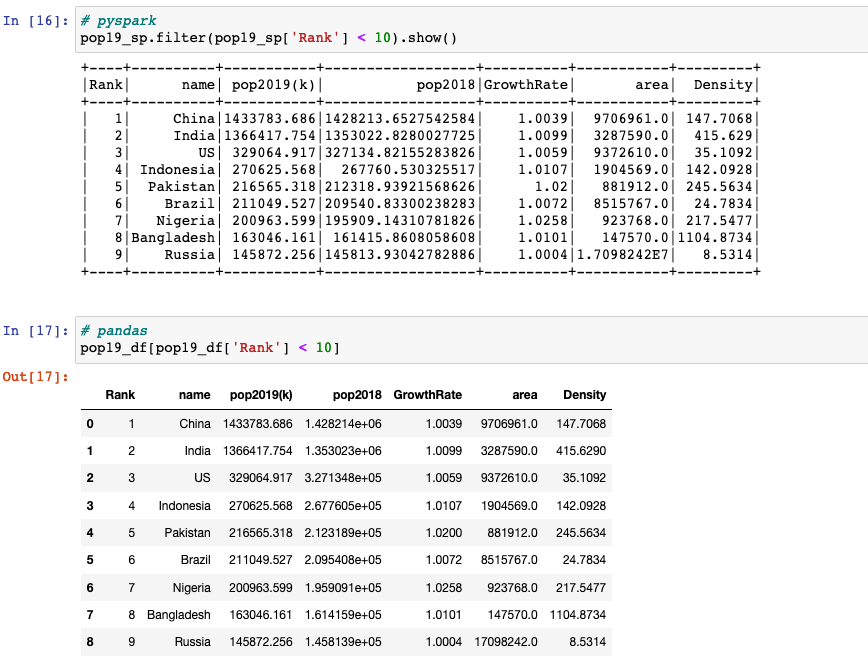 In [16]: # pyspark
pop19_sp.filter(pop19_sp['Rank'] < 10).show()
+----+----------+-----------+------------------+----------+-----------+---------+
|Rank| name| pop2019(k)| pop2018|GrowthRate| area| Density|
+----+----------+-----------+------------------+----------+-----------+---------+
| 1| China|1433783.686|1428213.6527542584| 1.0039| 9706961.0| 147.7068|
| 2| India|1366417.754|1353022.8280027725| 1.0099| 3287590.0| 415.629|
| 3| US| 329064.917|327134.82155283826| 1.0059| 9372610.0| 35.1092|
| 4| Indonesia| 270625.568| 267760.530325517| 1.0107| 1904569.0| 142.0928|
| 5| Pakistan| 216565.318|212318.93921568626| 1.02| 881912.0| 245.5634|
| 6| Brazil| 211049.527|209540.83300238283| 1.0072| 8515767.0| 24.7834|
| 7| Nigeria| 200963.599|195909.14310781826| 1.0258| 923768.0| 217.5477|
| 8|Bangladesh| 163046.161| 161415.8608058608| 1.0101| 147570.0|1104.8734|
| 9| Russia| 145872.256|145813.93042782886| 1.0004|1.7098242E7| 8.5314|
+----+----------+-----------+------------------+----------+-----------+---------+
In [17]: # pandas
pop19_df[pop19_df['Rank'] < 10]
Out[17]:
Rank name pop2019(k) pop2018 GrowthRate area Density
0 1 China 1433783.686 1.428214e+06 1.0039 9706961.0 147.7068
1 2 India 1366417.754 1.353023e+06 1.0099 3287590.0 415.6290
2 3 US 329064.917 3.271348e+05 1.0059 9372610.0 35.1092
3 4 Indonesia 270625.568 2.677605e+05 1.0107 1904569.0 142.0928
4 5 Pakistan 216565.318 2.123189e+05 1.0200 881912.0 245.5634
5 6 Brazil 211049.527 2.095408e+05 1.0072 8515767.0 24.7834
6 7 Nigeria 200963.599 1.959091e+05 1.0258 923768.0 217.5477
7 8 Bangladesh 163046.161 1.614159e+05 1.0101 147570.0 1104.8734
8 9 Russia 145872.256 1.458139e+05 1.0004 17098242.0 8.5314